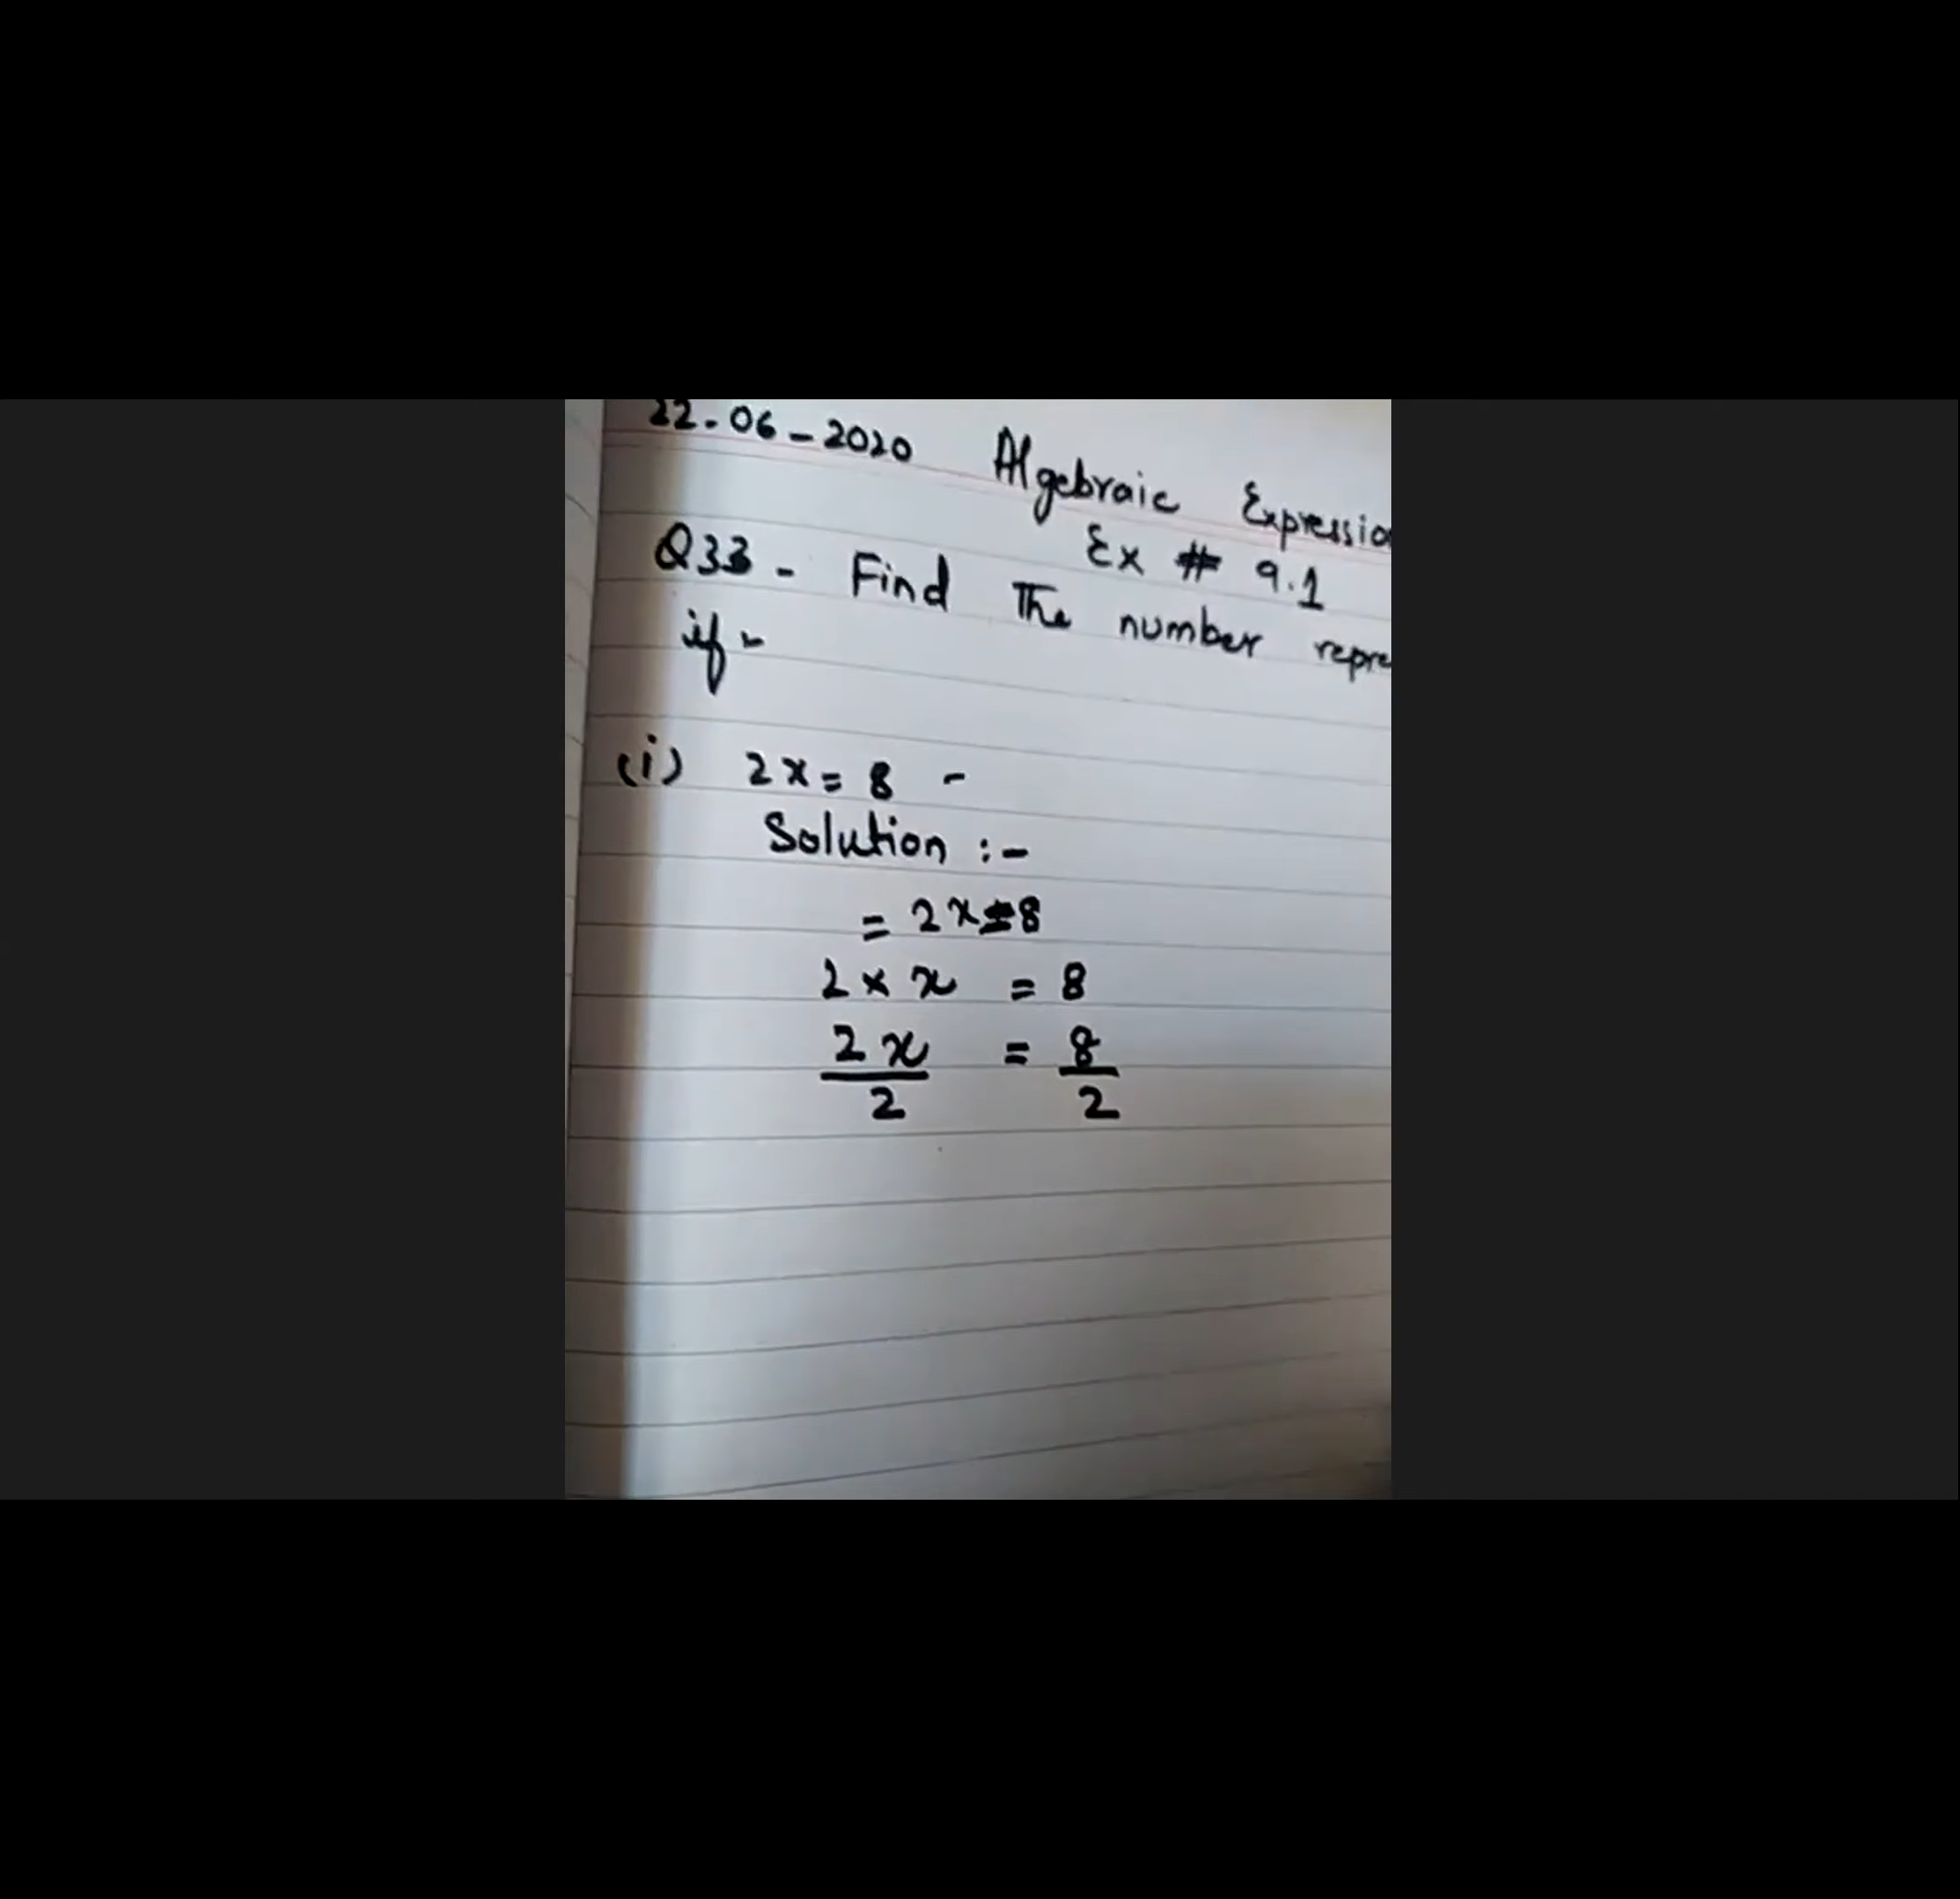 22-06-2020 Algebraic Expressio
Ex # 9.1
Q33- Find The number repre
if-
(i) 2x = 8 -
Solution :-
= 2x=8
2 × x = 8
2x/2 = 8/2